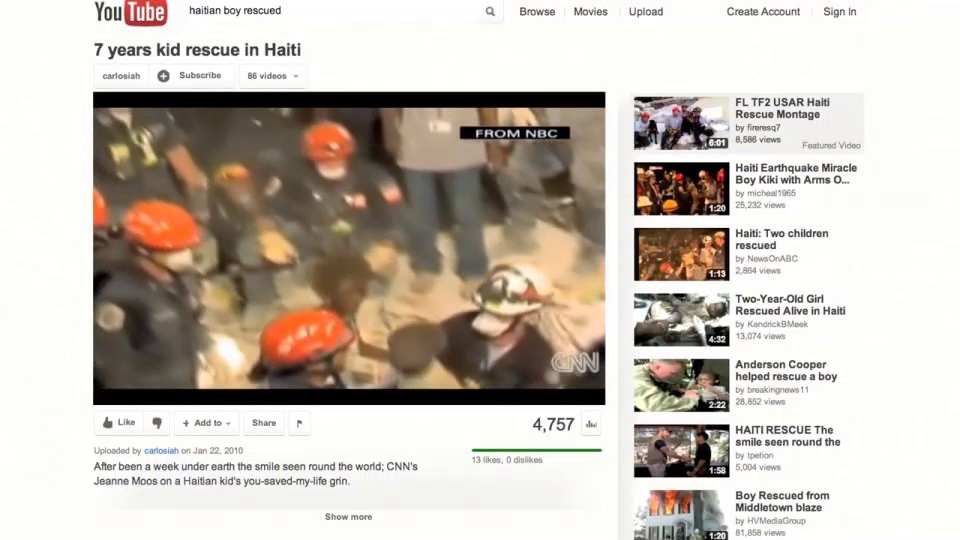 YouTube
haitian boy rescued
Browse
Movies
Upload
Create Account
Sign In
7 years kid rescue in Haiti
carlosiah
Subscribe
86 videos
FROM NBC
CNN
Like
+ Add to
Share
4,757
Uploaded by carlosiah on Jan 22, 2010
13 likes, 0 dislikes
After been a week under earth the smile seen round the world; CNN's
Jeanne Moos on a Haitian kid's you-saved-my-life grin.
Show more
6:01
FL TF2 USAR Haiti
Rescue Montage
by fireresq7
8,586 views
Featured Video
1:20
Haiti Earthquake Miracle
Boy Kiki with Arms O...
by micheal1965
25,232 views
1:13
Haiti: Two children
rescued
by NewsOnABC
2,864 views
4:32
Two-Year-Old Girl
Rescued Alive in Haiti
by KendrickBMeek
13,074 views
2:22
Anderson Cooper
helped rescue a boy
by breakingnews11
28,852 views
1:58
HAITI RESCUE The
smile seen round the
by tpetion
5,004 views
1:20
Boy Rescued from
Middletown blaze
by HVMediaGroup
81,858 views